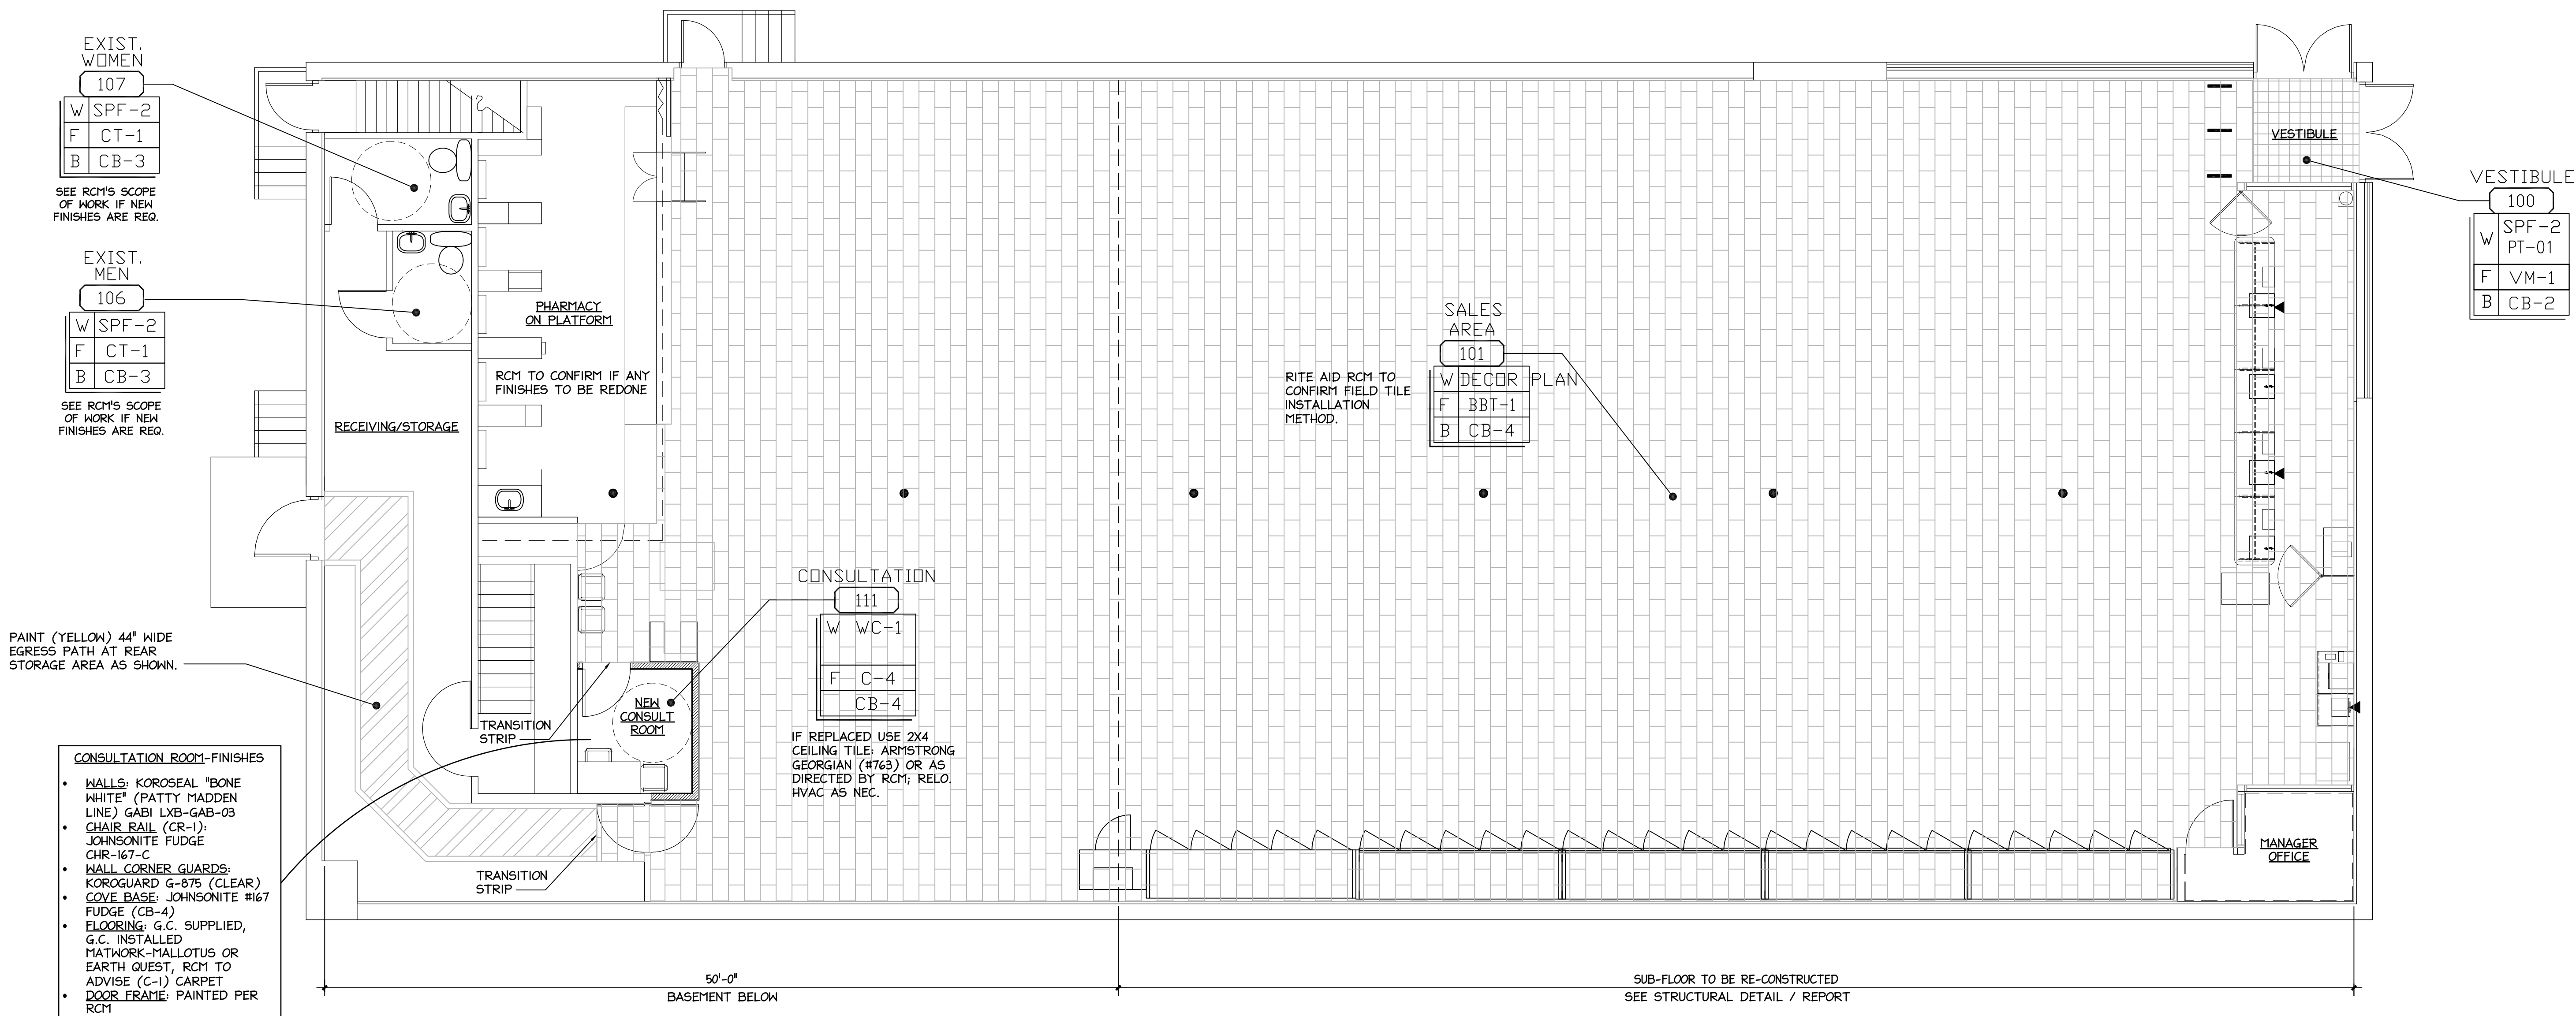 EXIST.
WOMEN
107
W SPF-2
F CT-1
B CB-3
SEE RCM'S SCOPE
OF WORK IF NEW
FINISHES ARE REQ.
EXIST.
MEN
106
W SPF-2
F CT-1
B CB-3
SEE RCM'S SCOPE
OF WORK IF NEW
FINISHES ARE REQ.
RECEIVING/STORAGE
PHARMACY
ON PLATFORM
RCM TO CONFIRM IF ANY
FINISHES TO BE REDONE
VESTIBULE
VESTIBULE
100
W SPF-2
PT-01
F VM-1
B CB-2
SALES
AREA
101
W DECOR PLAN
F BBT-1
B CB-4
RITE AID RCM TO
CONFIRM FIELD TILE
INSTALLATION
METHOD.
CONSULTATION
111
W WC-1
F C-4
CB-4
IF REPLACED USE 2X4
CEILING TILE: ARMSTRONG
GEORGIAN (#763) OR AS
DIRECTED BY RCM; RELO.
HVAC AS NEC.
NEW
CONSULT
ROOM
TRANSITION
STRIP
TRANSITION
STRIP
PAINT (YELLOW) 44" WIDE
EGRESS PATH AT REAR
STORAGE AREA AS SHOWN.
CONSULTATION ROOM-FINISHES
• WALLS: KOROSEAL "BONE
WHITE" (PATTY MADDEN
LINE) GABI LXB-GAB-03
• CHAIR RAIL (CR-1):
JOHNSONITE FUDGE
CHR-167-C
• WALL CORNER GUARDS:
KOROGUARD G-875 (CLEAR)
• COVE BASE: JOHNSONITE #167
FUDGE (CB-4)
• FLOORING: G.C. SUPPLIED,
G.C. INSTALLED
MATWORK-MALLOTUS OR
EARTH QUEST, RCM TO
ADVISE (C-1) CARPET
• DOOR FRAME: PAINTED PER
RCM
MANAGER
OFFICE
50'-0"
BASEMENT BELOW
SUB-FLOOR TO BE RE-CONSTRUCTED
SEE STRUCTURAL DETAIL / REPORT